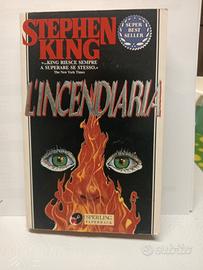 STEPHEN
KING
«...KING RIESCE SEMPRE
A SUPERARE SE STESSO.»
The New York Times
SUPER
BEST
SELLER
L'INCENDIARIA
SPERLING
PAPERBACK
subito